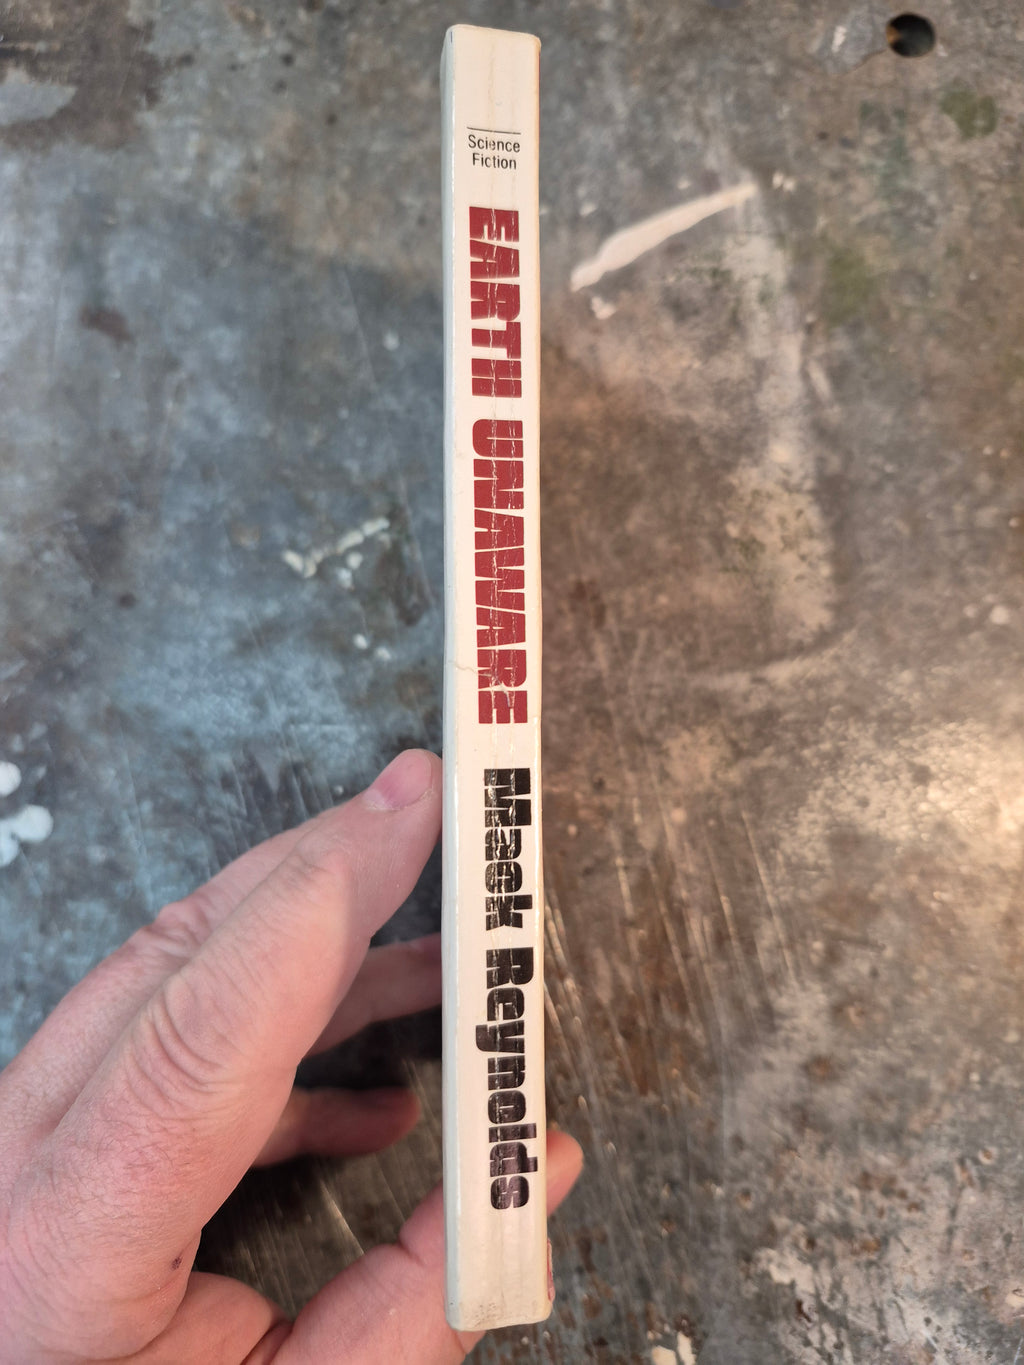 Science
Fiction
EARTH UNAWARE
Mack Reynolds